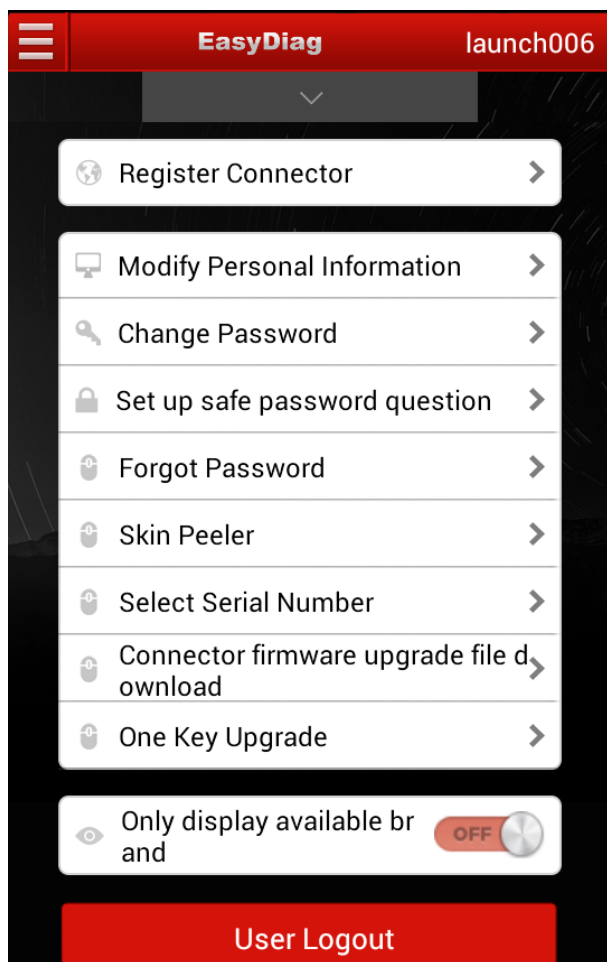 EasyDiag launch006
Register Connector
Modify Personal Information
Change Password
Set up safe password question
Forgot Password
Skin Peeler
Select Serial Number
Connector firmware upgrade file d
ownload
One Key Upgrade
Only display available br
and
OFF
User Logout